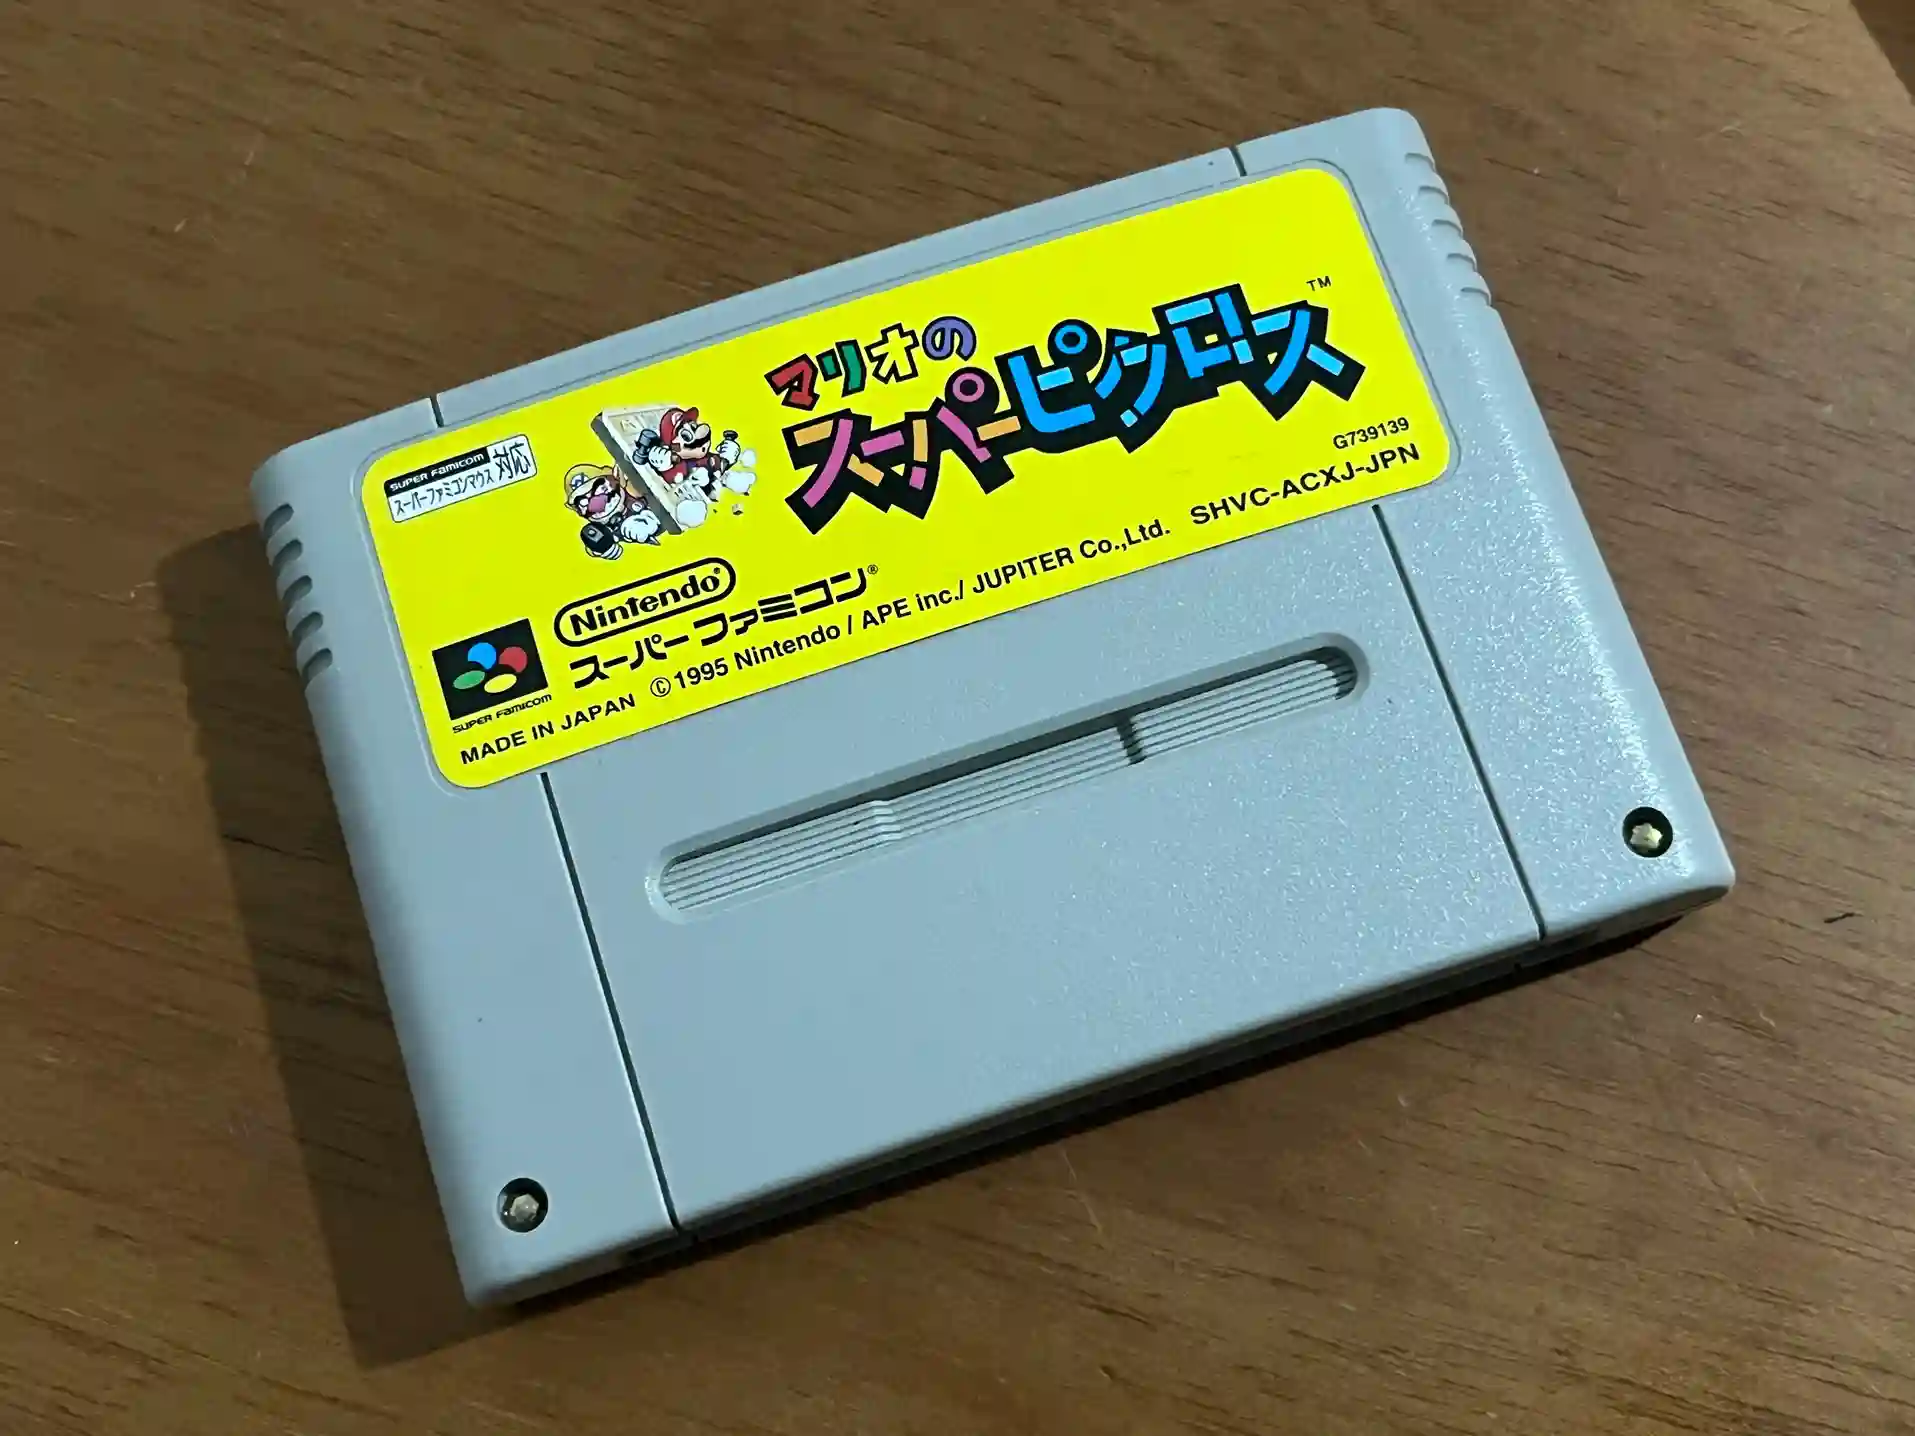 マリオの
スーパーピクロス™
SUPER FAMICOM
スーパーファミコンマウス対応
G739139
SHVC-ACXJ-JPN
Nintendo®
スーパーファミコン®
SUPER FAMICOM
MADE IN JAPAN ©1995 Nintendo / APE inc./ JUPITER Co.,Ltd.